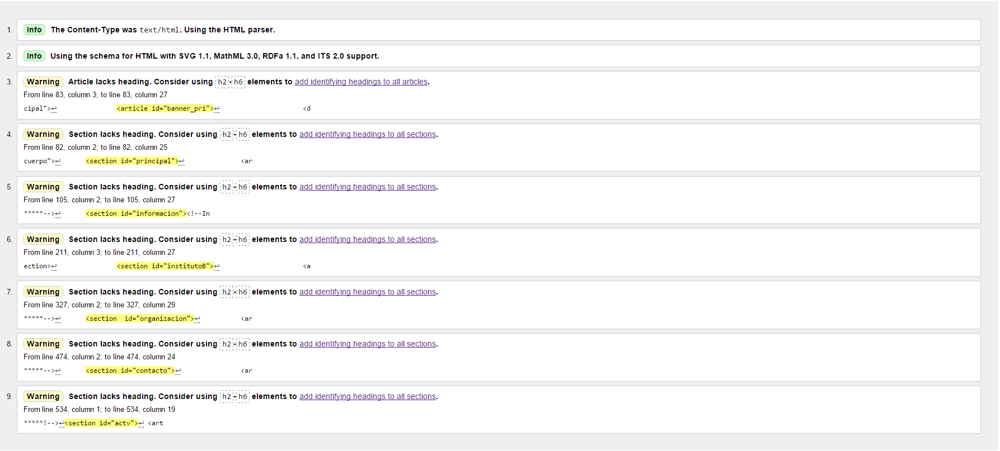 1. Info The Content-Type was text/html. Using the HTML parser.
2. Info Using the schema for HTML with SVG 1.1, MathML 3.0, RDFa 1.1, and ITS 2.0 support.
3. Warning Article lacks heading. Consider using h2-h6 elements to add identifying headings to all articles.
From line 83, column 3; to line 83, column 27
cipal">↩ <article id="banner_pri">↩ <d
4. Warning Section lacks heading. Consider using h2-h6 elements to add identifying headings to all sections.
From line 82, column 2; to line 82, column 25
cuerpo">↩ <section id="principal">↩ <ar
5. Warning Section lacks heading. Consider using h2-h6 elements to add identifying headings to all sections.
From line 105, column 2; to line 105, column 27
*****-->↩ <section id="informacion"><!--In
6. Warning Section lacks heading. Consider using h2-h6 elements to add identifying headings to all sections.
From line 211, column 3; to line 211, column 27
ection>↩ <section id="institutoB">↩ <a
7. Warning Section lacks heading. Consider using h2-h6 elements to add identifying headings to all sections.
From line 327, column 2; to line 327, column 29
*****-->↩ <section  id="organizacion">↩ <ar
8. Warning Section lacks heading. Consider using h2-h6 elements to add identifying headings to all sections.
From line 474, column 2; to line 474, column 24
*****-->↩ <section id="contacto">↩ <ar
9. Warning Section lacks heading. Consider using h2-h6 elements to add identifying headings to all sections.
From line 534, column 1; to line 534, column 19
*****!-->↩<section id="actv">↩ <art